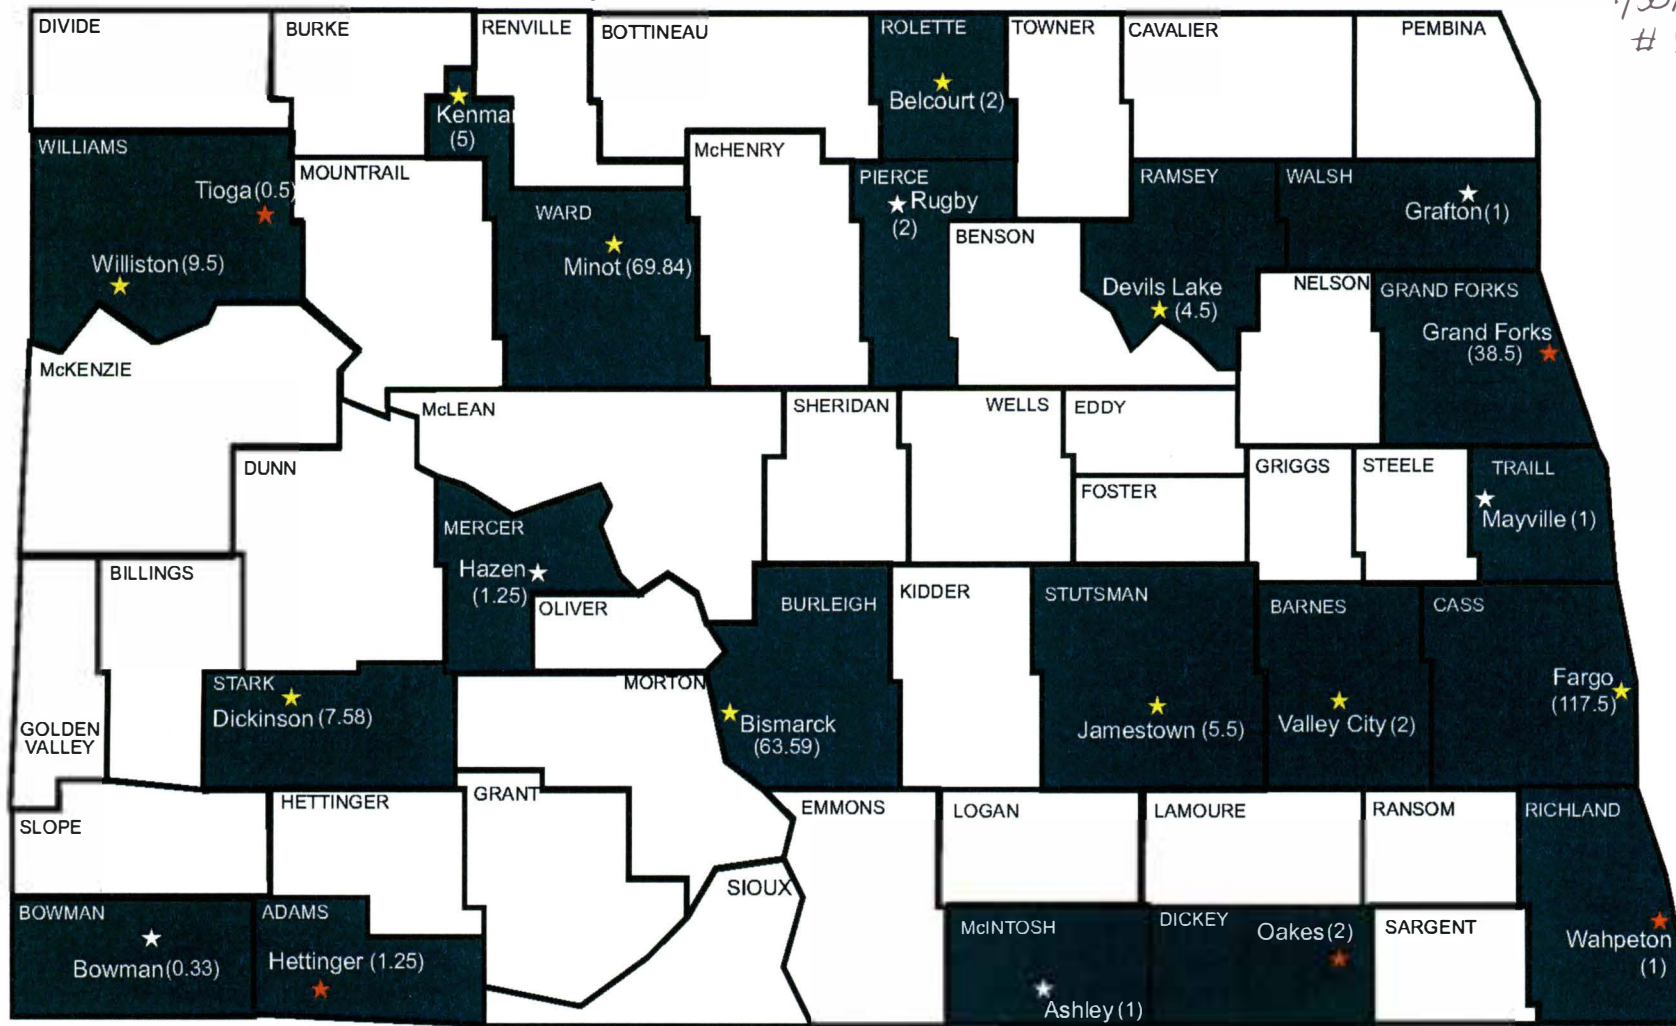 DIVIDE
BURKE
RENVILLE
BOTTINEAU
ROLETTE
TOWNER
CAVALIER
PEMBINA
#
Belcourt (2)
Kenmar
(5)
WILLIAMS
Tioga (0.5)
Williston (9.5)
MOUNTRAIL
WARD
Minot (69.84)
McHENRY
PIERCE
Rugby
(2)
BENSON
RAMSEY
Devils Lake
(4.5)
WALSH
Grafton (1)
NELSON
GRAND FORKS
Grand Forks
(38.5)
McKENZIE
DUNN
McLEAN
SHERIDAN
WELLS
EDDY
FOSTER
GRIGGS
STEELE
TRAILL
Mayville (1)
MERCER
Hazen
(1.25)
OLIVER
BILLINGS
GOLDEN
VALLEY
STARK
Dickinson (7.58)
MORTON
BURLEIGH
Bismarck
(63.59)
KIDDER
STUTSMAN
Jamestown (5.5)
BARNES
Valley City (2)
CASS
Fargo
(117.5)
SLOPE
HETTINGER
GRANT
SIOUX
EMMONS
LOGAN
LAMOURE
RANSOM
RICHLAND
Wahpeton
(1)
BOWMAN
Bowman (0.33)
ADAMS
Hettinger (1.25)
McINTOSH
Ashley (1)
DICKEY
Oakes (2)
SARGENT